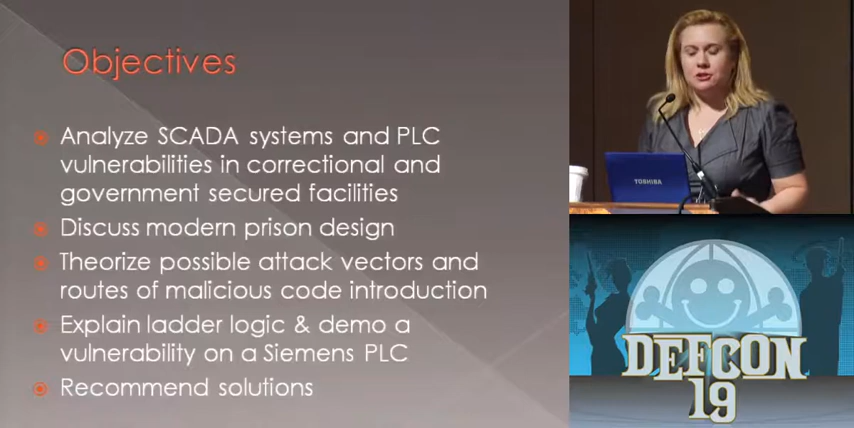 Objectives
Analyze SCADA systems and PLC
vulnerabilities in correctional and
government secured facilities
Discuss modern prison design
Theorize possible attack vectors and
routes of malicious code introduction
Explain ladder logic & demo a
vulnerability on a Siemens PLC
Recommend solutions
TOSHIBA
DEFCON
19